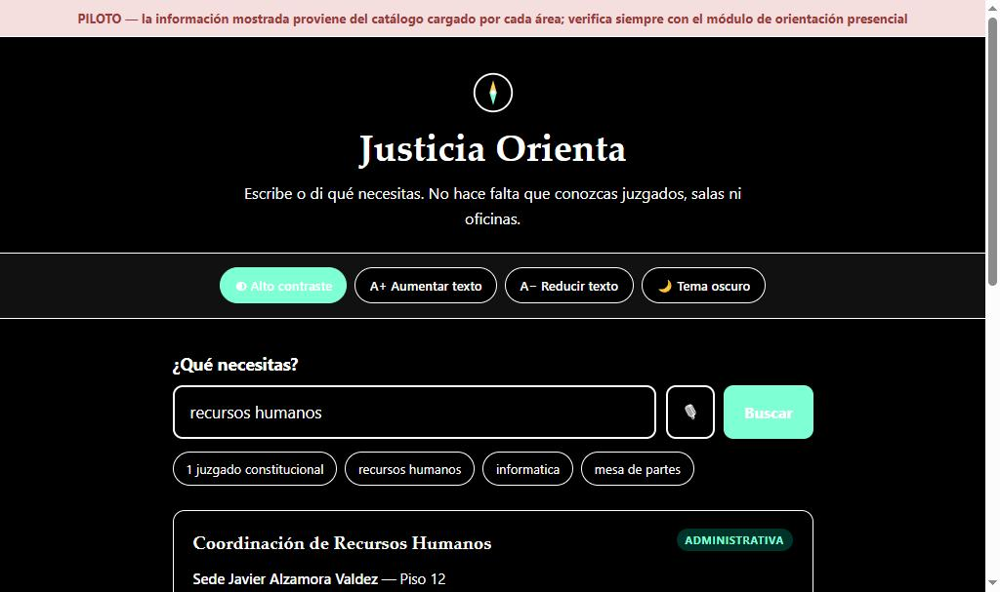 PILOTO — la información mostrada proviene del catálogo cargado por cada área; verifica siempre con el módulo de orientación presencial
Justicia Orienta
Escribe o di qué necesitas. No hace falta que conozcas juzgados, salas ni
oficinas.
Alto contraste
A+ Aumentar texto
A− Reducir texto
Tema oscuro
¿Qué necesitas?
recursos humanos
Buscar
1 juzgado constitucional
recursos humanos
informatica
mesa de partes
Coordinación de Recursos Humanos
ADMINISTRATIVA
Sede Javier Alzamora Valdez — Piso 12